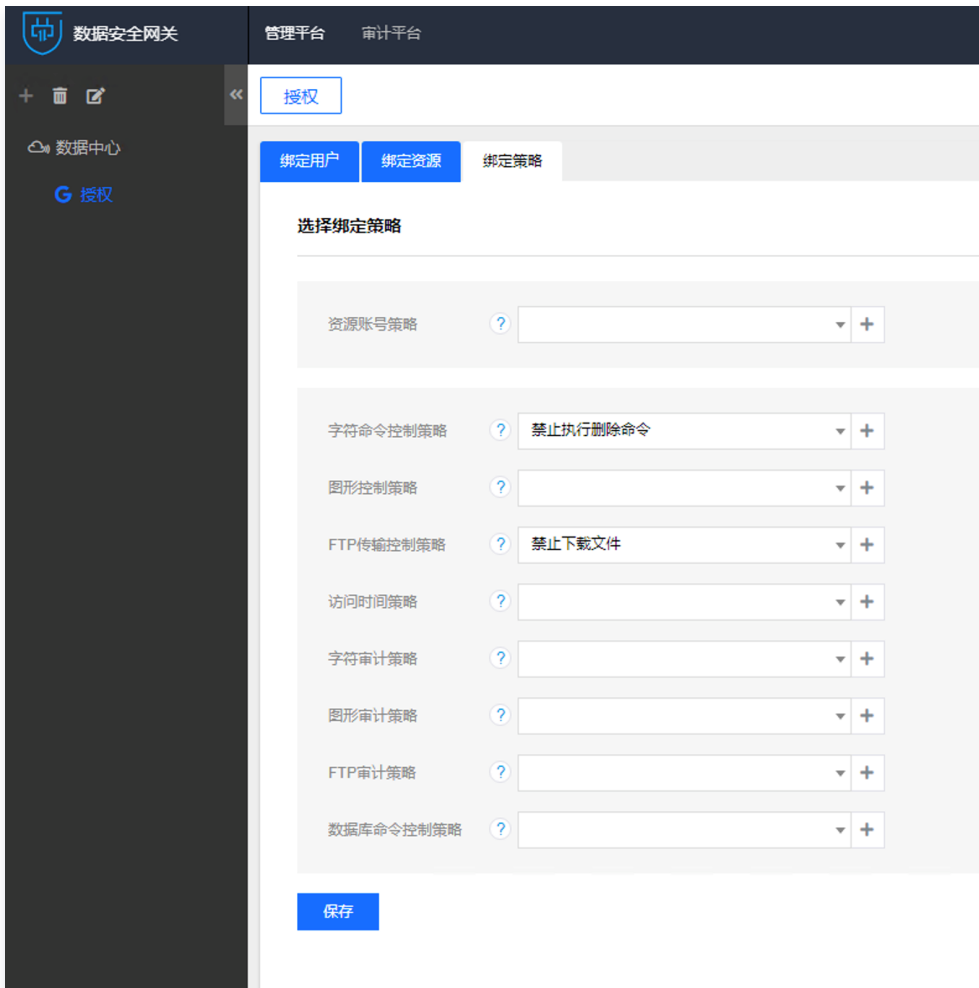 数据安全网关
管理平台 审计平台
授权
数据中心
授权
绑定用户 绑定资源 绑定策略
选择绑定策略
资源账号策略 ?
字符命令控制策略 ? 禁止执行删除命令
图形控制策略 ?
FTP传输控制策略 ? 禁止下载文件
访问时间策略 ?
字符审计策略 ?
图形审计策略 ?
FTP审计策略 ?
数据库命令控制策略 ?
保存